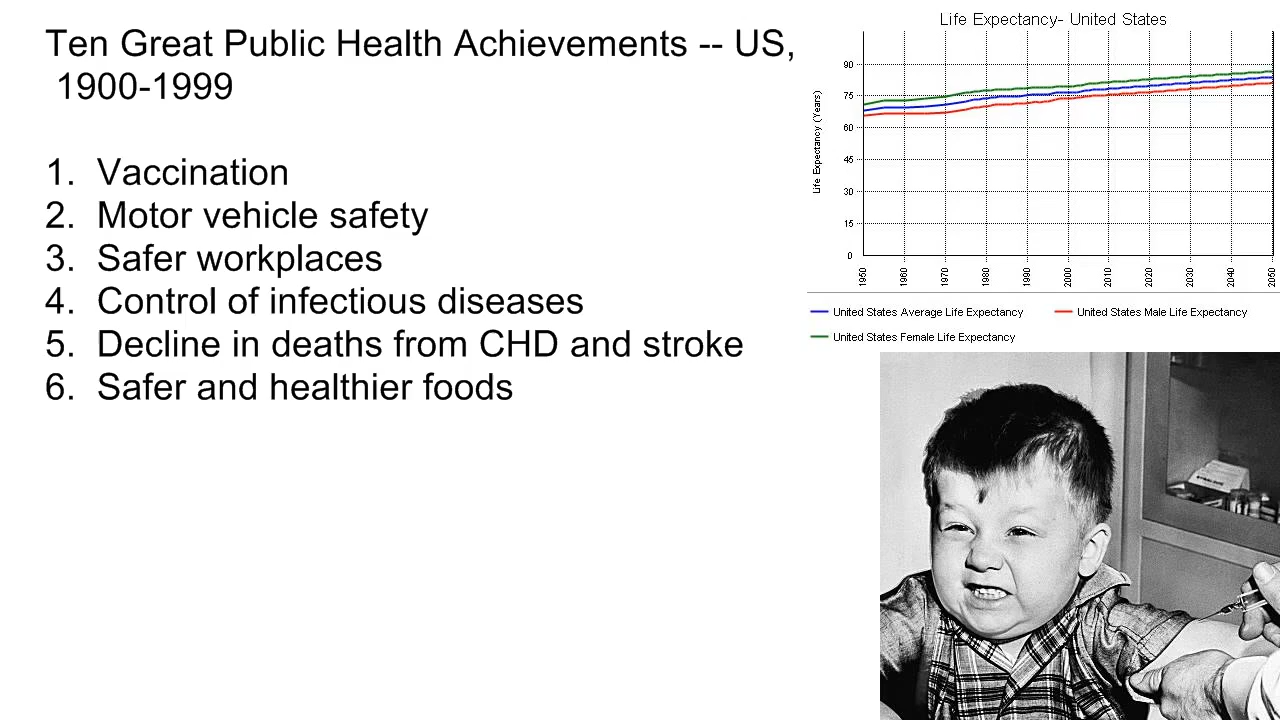 Ten Great Public Health Achievements -- US,
1900-1999
1. Vaccination
2. Motor vehicle safety
3. Safer workplaces
4. Control of infectious diseases
5. Decline in deaths from CHD and stroke
6. Safer and healthier foods
Life Expectancy- United States
Life Expectancy (Years)
90
75
60
45
30
15
0
1950
1960
1970
1980
1990
2000
2010
2020
2030
2040
2050
United States Average Life Expectancy
United States Male Life Expectancy
United States Female Life Expectancy